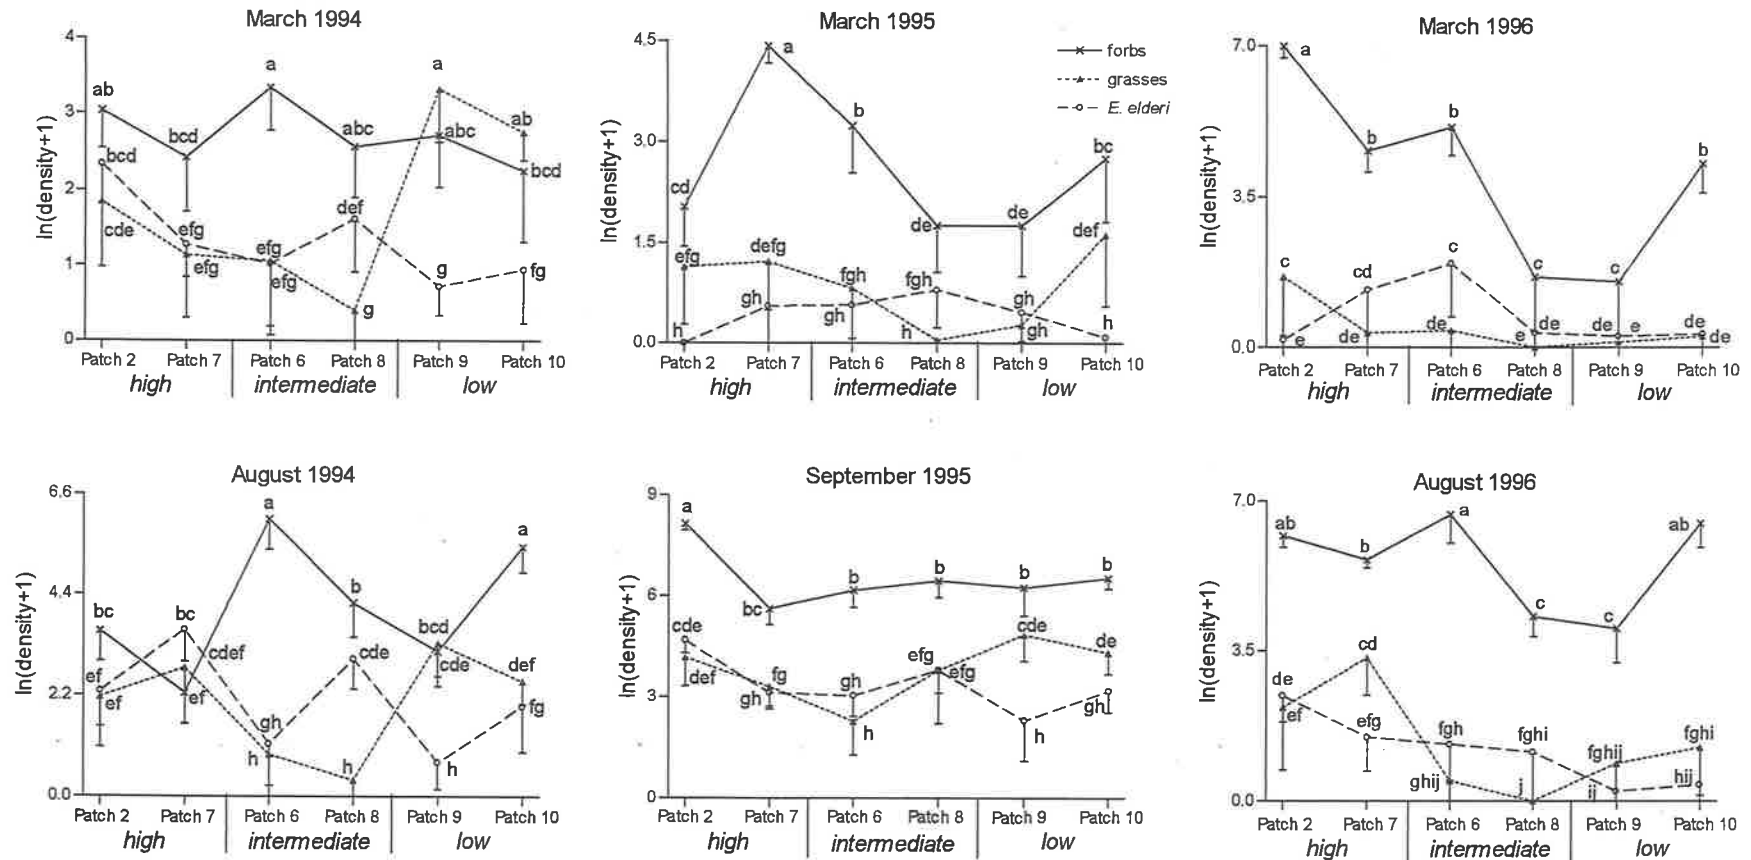 March 1994
4
3
2
1
0
ln(density+1)
ab
bcd
a
abc
a
abc
ab
bcd
bcd
cde
efg
efg
efg
efg
def
g
g
fg
Patch 2 Patch 7 Patch 6 Patch 8 Patch 9 Patch 10
high intermediate low
March 1995
4.5
3.0
1.5
0.0
ln(density+1)
forbs
grasses
E. elderi
cd
a
b
de
de
bc
efg
defg
fgh
fgh
def
h
gh
gh
h
gh
gh
h
Patch 2 Patch 7 Patch 6 Patch 8 Patch 9 Patch 10
high intermediate low
March 1996
7.0
3.5
0.0
ln(density+1)
a
b
b
c
c
b
c
cd
c
e
de
de
de
e
de
e
de
de
Patch 2 Patch 7 Patch 6 Patch 8 Patch 9 Patch 10
high intermediate low
August 1994
6.6
4.4
2.2
0.0
ln(density+1)
bc
bc
a
b
bcd
a
ef
ef
cdef
ef
gh
h
cde
h
cde
h
def
fg
Patch 2 Patch 7 Patch 6 Patch 8 Patch 9 Patch 10
high intermediate low
September 1995
9
6
3
0
ln(density+1)
a
bc
b
b
b
b
cde
def
fg
gh
gh
h
efg
efg
cde
h
de
gh
Patch 2 Patch 7 Patch 6 Patch 8 Patch 9 Patch 10
high intermediate low
August 1996
7.0
3.5
0.0
ln(density+1)
ab
b
a
c
c
ab
de
ef
cd
efg
fgh
ghij
fghi
j
fghij
ij
fghi
hij
Patch 2 Patch 7 Patch 6 Patch 8 Patch 9 Patch 10
high intermediate low